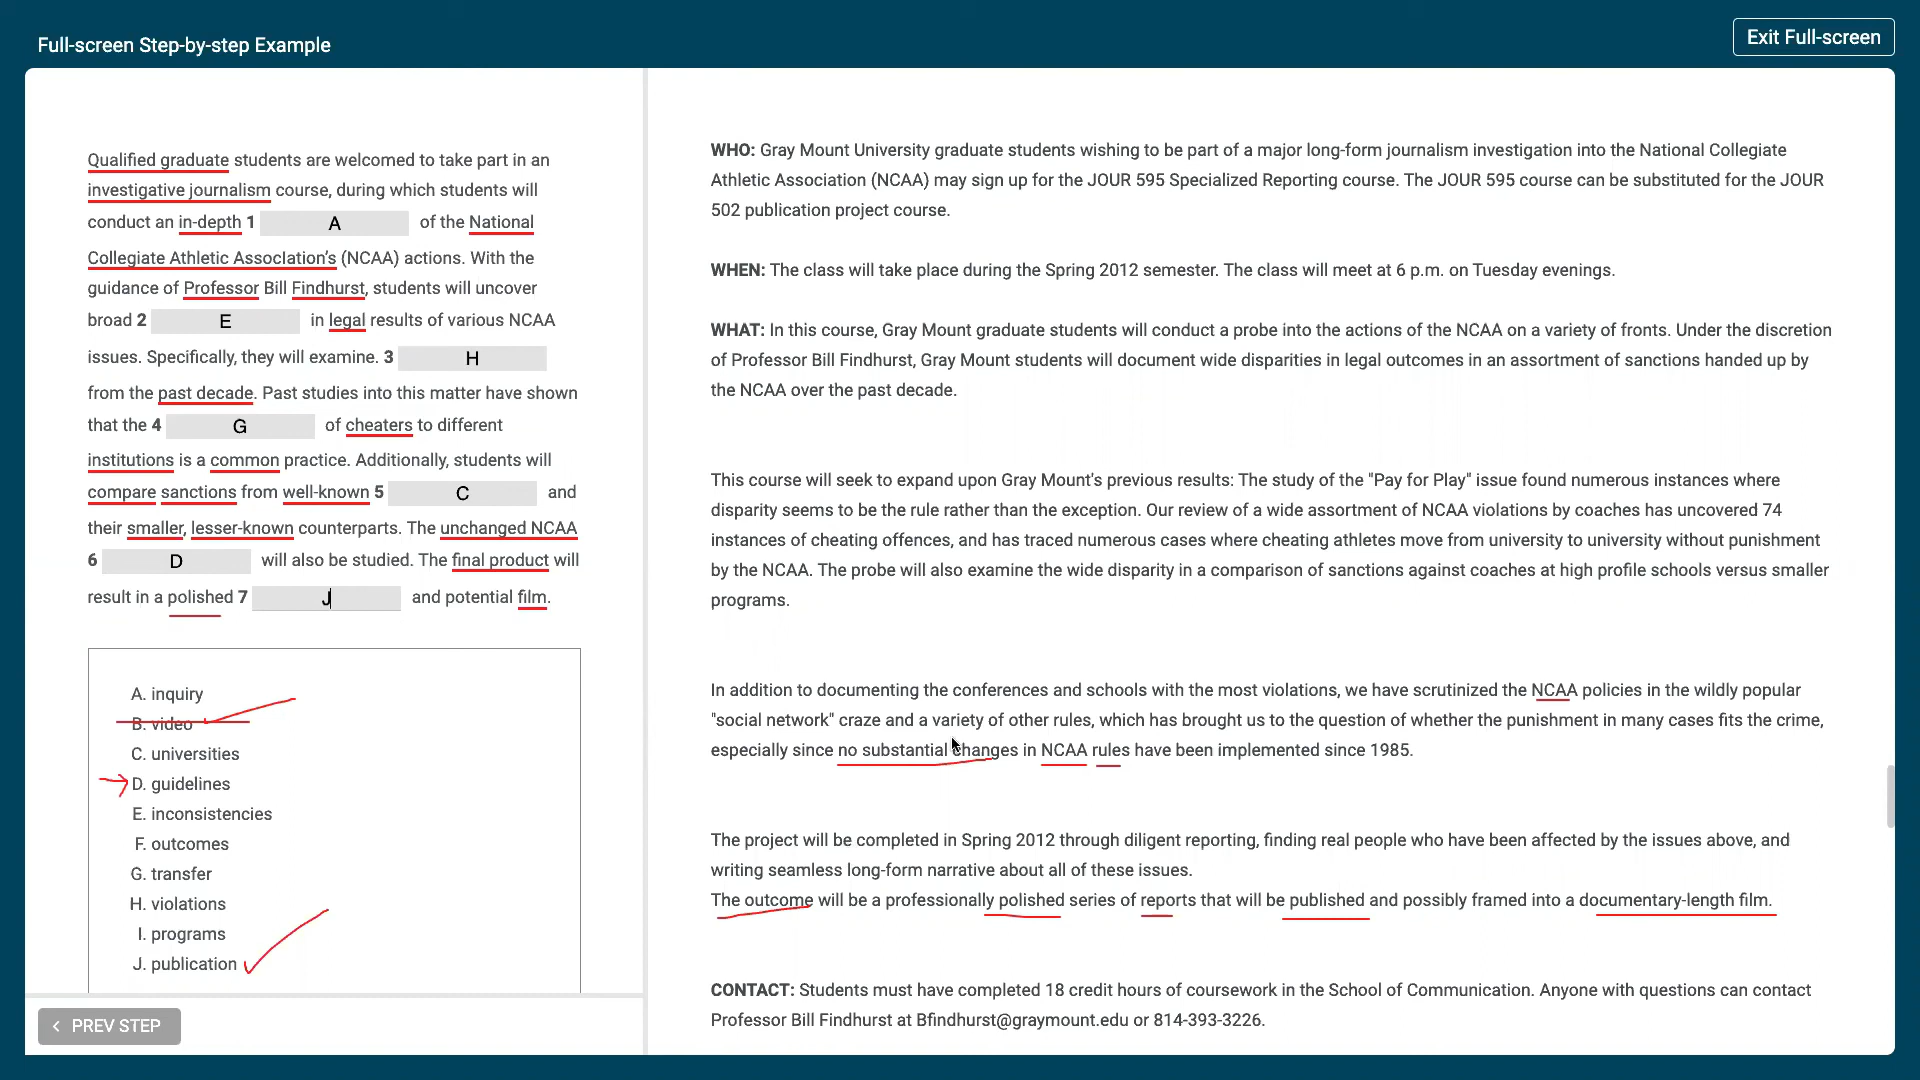 Full-screen Step-by-step Example
Exit Full-screen
Qualified graduate students are welcomed to take part in an
investigative journalism course, during which students will
conduct an in-depth 1 A of the National
Collegiate Athletic Association's (NCAA) actions. With the
guidance of Professor Bill Findhurst, students will uncover
broad 2 E in legal results of various NCAA
issues. Specifically, they will examine. 3 H
from the past decade. Past studies into this matter have shown
that the 4 G of cheaters to different
institutions is a common practice. Additionally, students will
compare sanctions from well-known 5 C and
their smaller, lesser-known counterparts. The unchanged NCAA
6 D will also be studied. The final product will
result in a polished 7 J and potential film.
A. inquiry
B. video
C. universities
D. guidelines
E. inconsistencies
F. outcomes
G. transfer
H. violations
I. programs
J. publication
< PREV STEP
WHO: Gray Mount University graduate students wishing to be part of a major long-form journalism investigation into the National Collegiate
Athletic Association (NCAA) may sign up for the JOUR 595 Specialized Reporting course. The JOUR 595 course can be substituted for the JOUR
502 publication project course.
WHEN: The class will take place during the Spring 2012 semester. The class will meet at 6 p.m. on Tuesday evenings.
WHAT: In this course, Gray Mount graduate students will conduct a probe into the actions of the NCAA on a variety of fronts. Under the discretion
of Professor Bill Findhurst, Gray Mount students will document wide disparities in legal outcomes in an assortment of sanctions handed up by
the NCAA over the past decade.
This course will seek to expand upon Gray Mount's previous results: The study of the "Pay for Play" issue found numerous instances where
disparity seems to be the rule rather than the exception. Our review of a wide assortment of NCAA violations by coaches has uncovered 74
instances of cheating offences, and has traced numerous cases where cheating athletes move from university to university without punishment
by the NCAA. The probe will also examine the wide disparity in a comparison of sanctions against coaches at high profile schools versus smaller
programs.
In addition to documenting the conferences and schools with the most violations, we have scrutinized the NCAA policies in the wildly popular
"social network" craze and a variety of other rules, which has brought us to the question of whether the punishment in many cases fits the crime,
especially since no substantial changes in NCAA rules have been implemented since 1985.
The project will be completed in Spring 2012 through diligent reporting, finding real people who have been affected by the issues above, and
writing seamless long-form narrative about all of these issues.
The outcome will be a professionally polished series of reports that will be published and possibly framed into a documentary-length film.
CONTACT: Students must have completed 18 credit hours of coursework in the School of Communication. Anyone with questions can contact
Professor Bill Findhurst at Bfindhurst@graymount.edu or 814-393-3226.